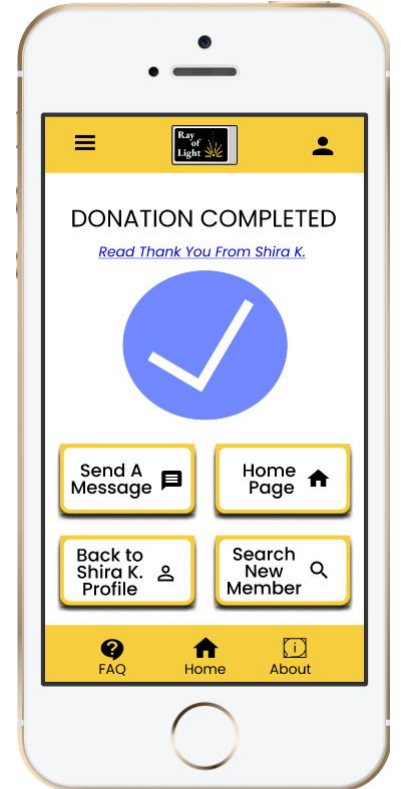 Ray
of
Light
DONATION COMPLETED
Read Thank You From Shira K.
Send A
Message
Home
Page
Back to
Shira K.
Profile
Search
New
Member
FAQ
Home
About